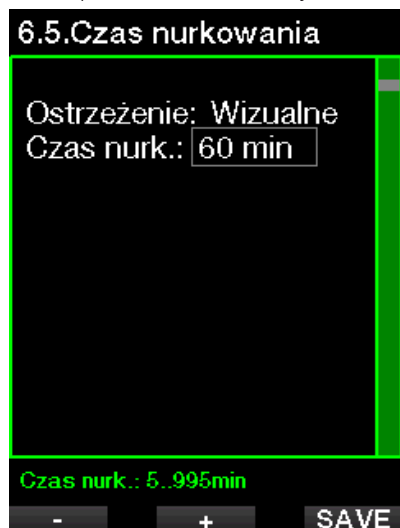 6.5.Czas nurkowania
Ostrzeżenie: Wizualne
Czas nurk.: 60 min
Czas nurk.: 5..995min
- + SAVE